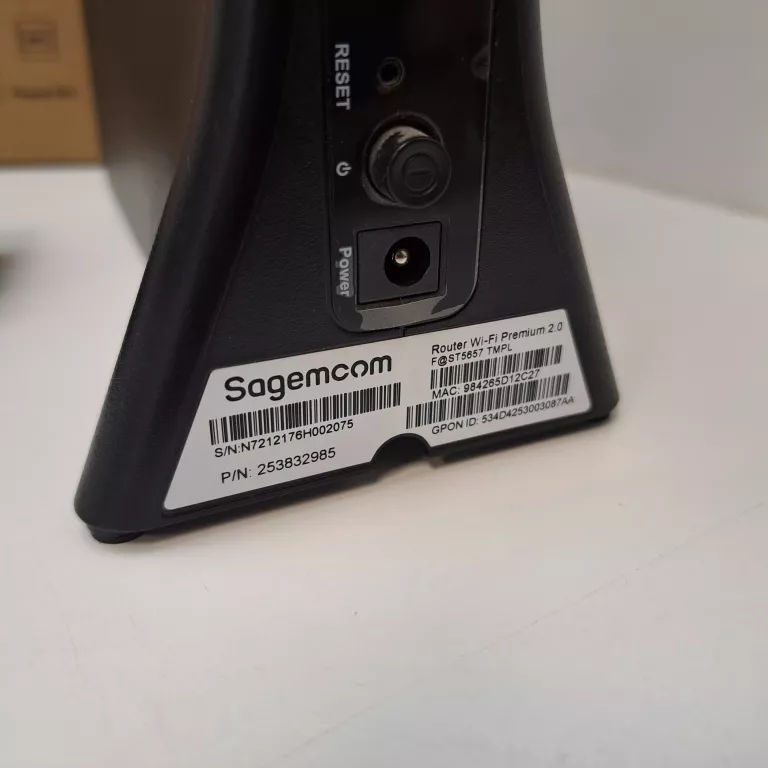 RESET
Power
Sagemcom
S/N:N7212176H002075
P/N: 253832985
Router Wi-Fi Premium 2.0
F@ST5657 TMPL
MAC: 984265D12C27
GPON ID: 534D4253003087AA